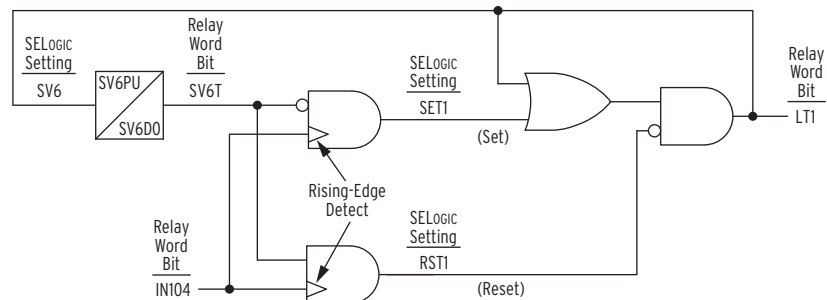 SELOGIC
Setting
SV6
SV6PU
SV6DO
Relay
Word
Bit
SV6T
SELOGIC
Setting
SET1
(Set)
Relay
Word
Bit
LT1
Rising-Edge
Detect
Relay
Word
Bit
IN104
SELOGIC
Setting
RST1
(Reset)